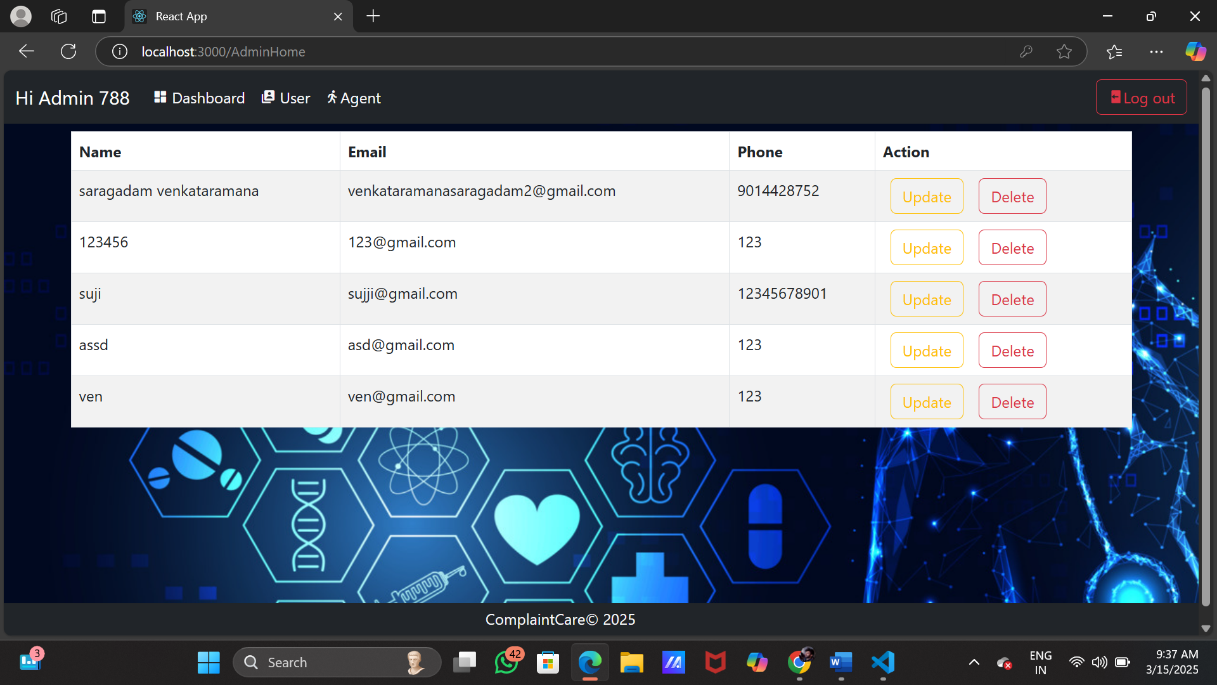 React App
localhost:3000/AdminHome
Hi Admin 788 Dashboard User Agent Log out
Name Email Phone Action
saragadam venkataramana venkataramanasaragadam2@gmail.com 9014428752 Update Delete
123456 123@gmail.com 123 Update Delete
suji sujji@gmail.com 12345678901 Update Delete
assd asd@gmail.com 123 Update Delete
ven ven@gmail.com 123 Update Delete
ComplaintCare© 2025
3 Search 42 W ENG 9:37 AM
IN 3/15/2025